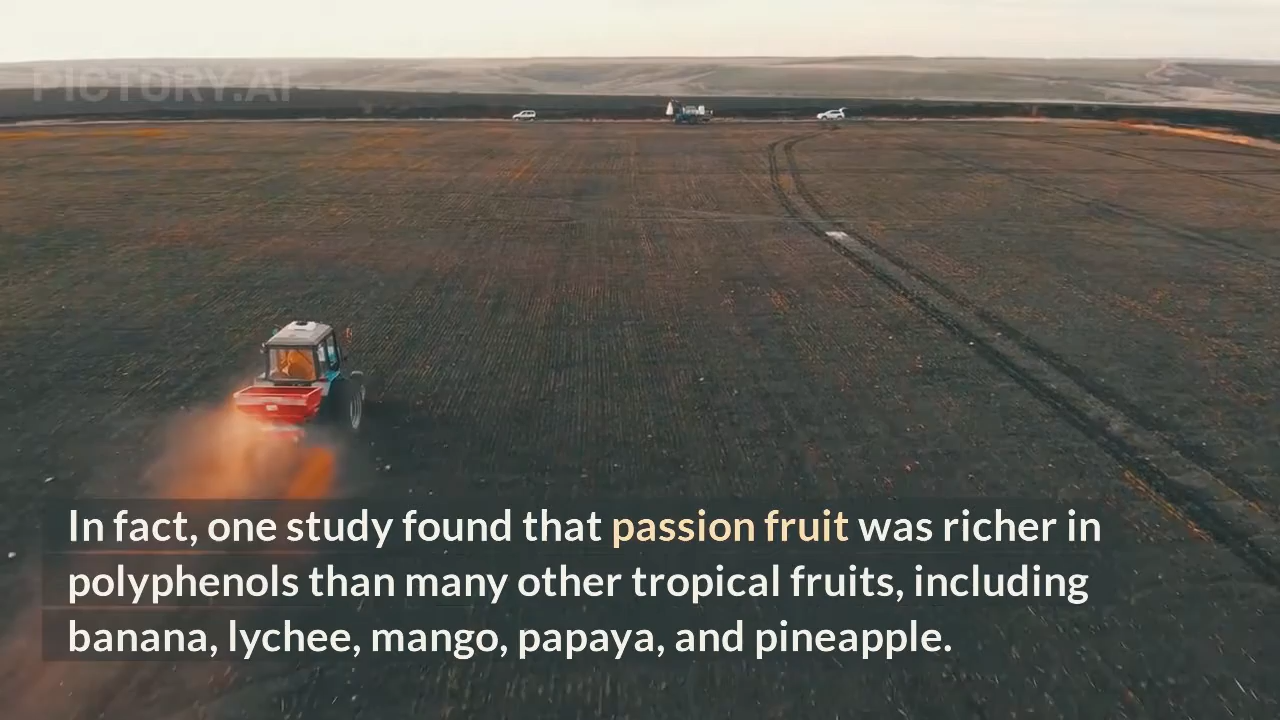 PICTORY.AI
In fact, one study found that passion fruit was richer in
polyphenols than many other tropical fruits, including
banana, lychee, mango, papaya, and pineapple.